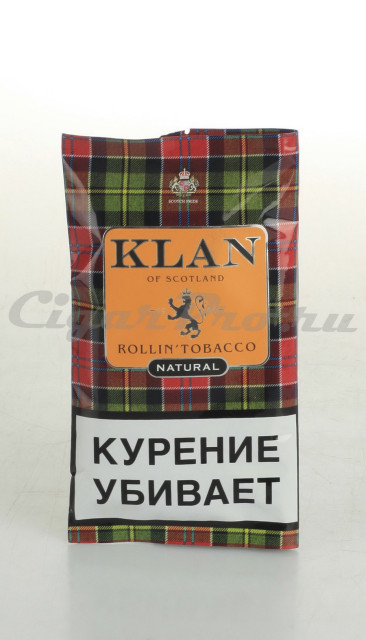 KLAN
OF SCOTLAND
ROLLIN'TOBACCO
NATURAL
КУРЕНИЕ
УБИВАЕТ